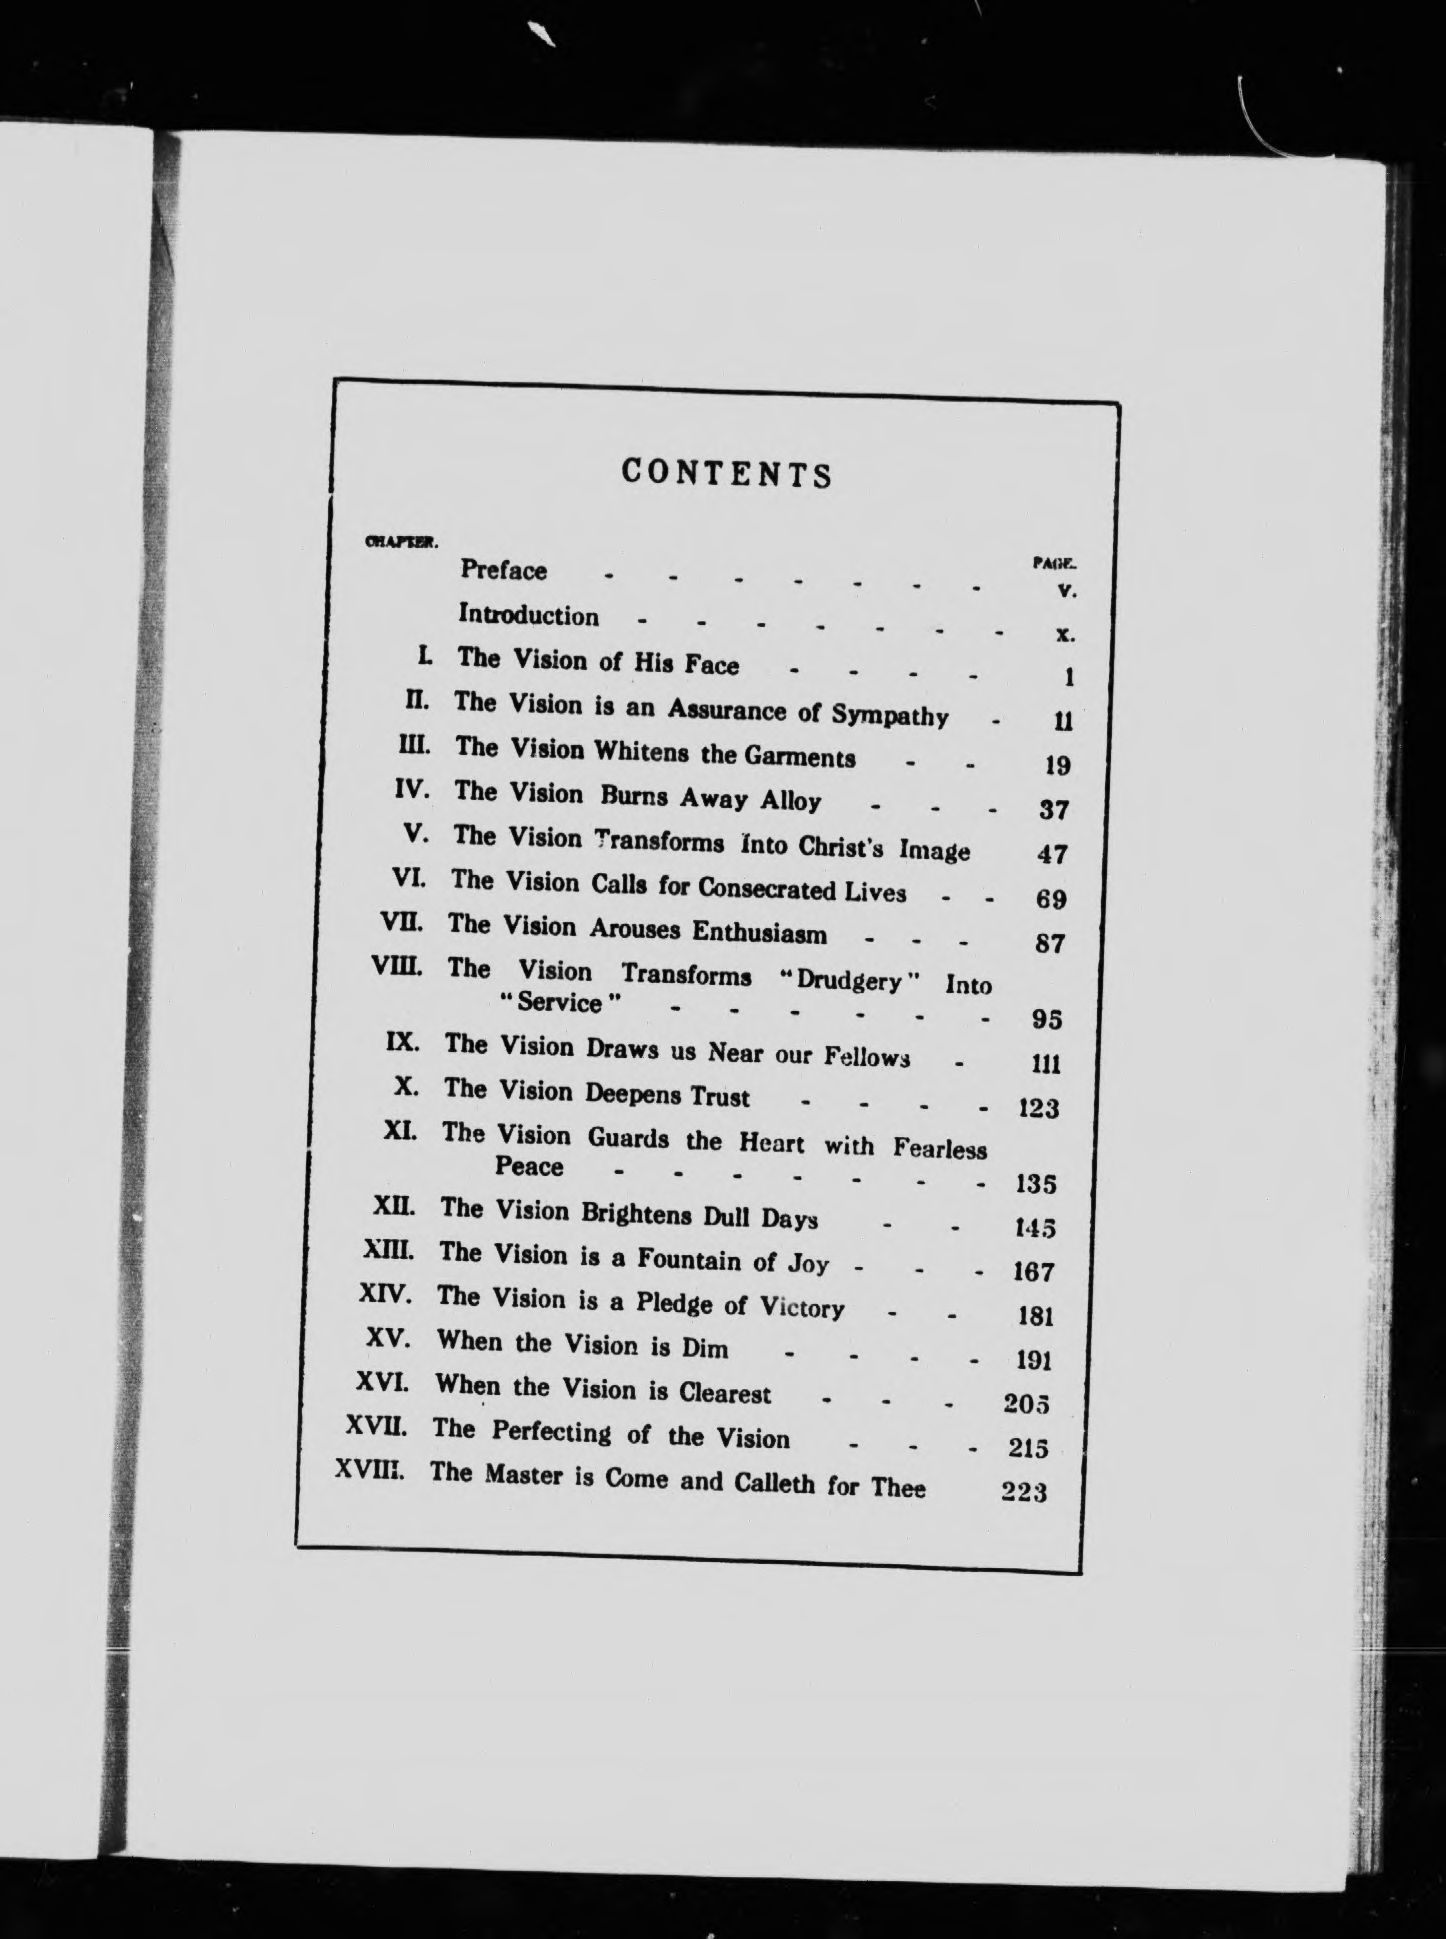 CONTENTS
CHAPTER. PAGE.
Preface - - - - - - - v.
Introduction - - - - - - - x.
I. The Vision of His Face - - - - 1
II. The Vision is an Assurance of Sympathy - 11
III. The Vision Whitens the Garments - - 19
IV. The Vision Burns Away Alloy - - - 37
V. The Vision Transforms Into Christ's Image 47
VI. The Vision Calls for Consecrated Lives - - 69
VII. The Vision Arouses Enthusiasm - - - 87
VIII. The Vision Transforms "Drudgery" Into
"Service" - - - - - - 95
IX. The Vision Draws us Near our Fellows - 111
X. The Vision Deepens Trust - - - - 123
XI. The Vision Guards the Heart with Fearless
Peace - - - - - - - 135
XII. The Vision Brightens Dull Days - - 145
XIII. The Vision is a Fountain of Joy - - - 167
XIV. The Vision is a Pledge of Victory - - 181
XV. When the Vision is Dim - - - - 191
XVI. When the Vision is Clearest - - - 205
XVII. The Perfecting of the Vision - - - 215
XVIII. The Master is Come and Calleth for Thee 223